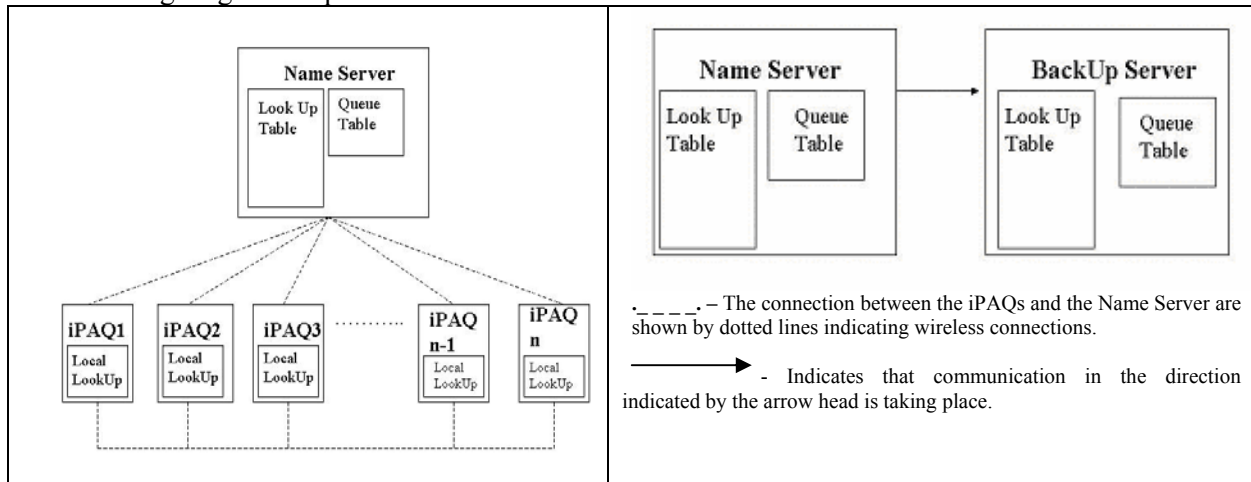 Name Server
Look Up
Table
Queue
Table
iPAQ1
Local
LookUp
iPAQ2
Local
LookUp
iPAQ3
Local
LookUp
iPAQ
n-1
Local
LookUp
iPAQ
n
Local
LookUp
Name Server
Look Up
Table
Queue
Table
BackUp Server
Look Up
Table
Queue
Table
._ _ _ _. – The connection between the iPAQs and the Name Server are
shown by dotted lines indicating wireless connections.
- Indicates that communication in the direction
indicated by the arrow head is taking place.